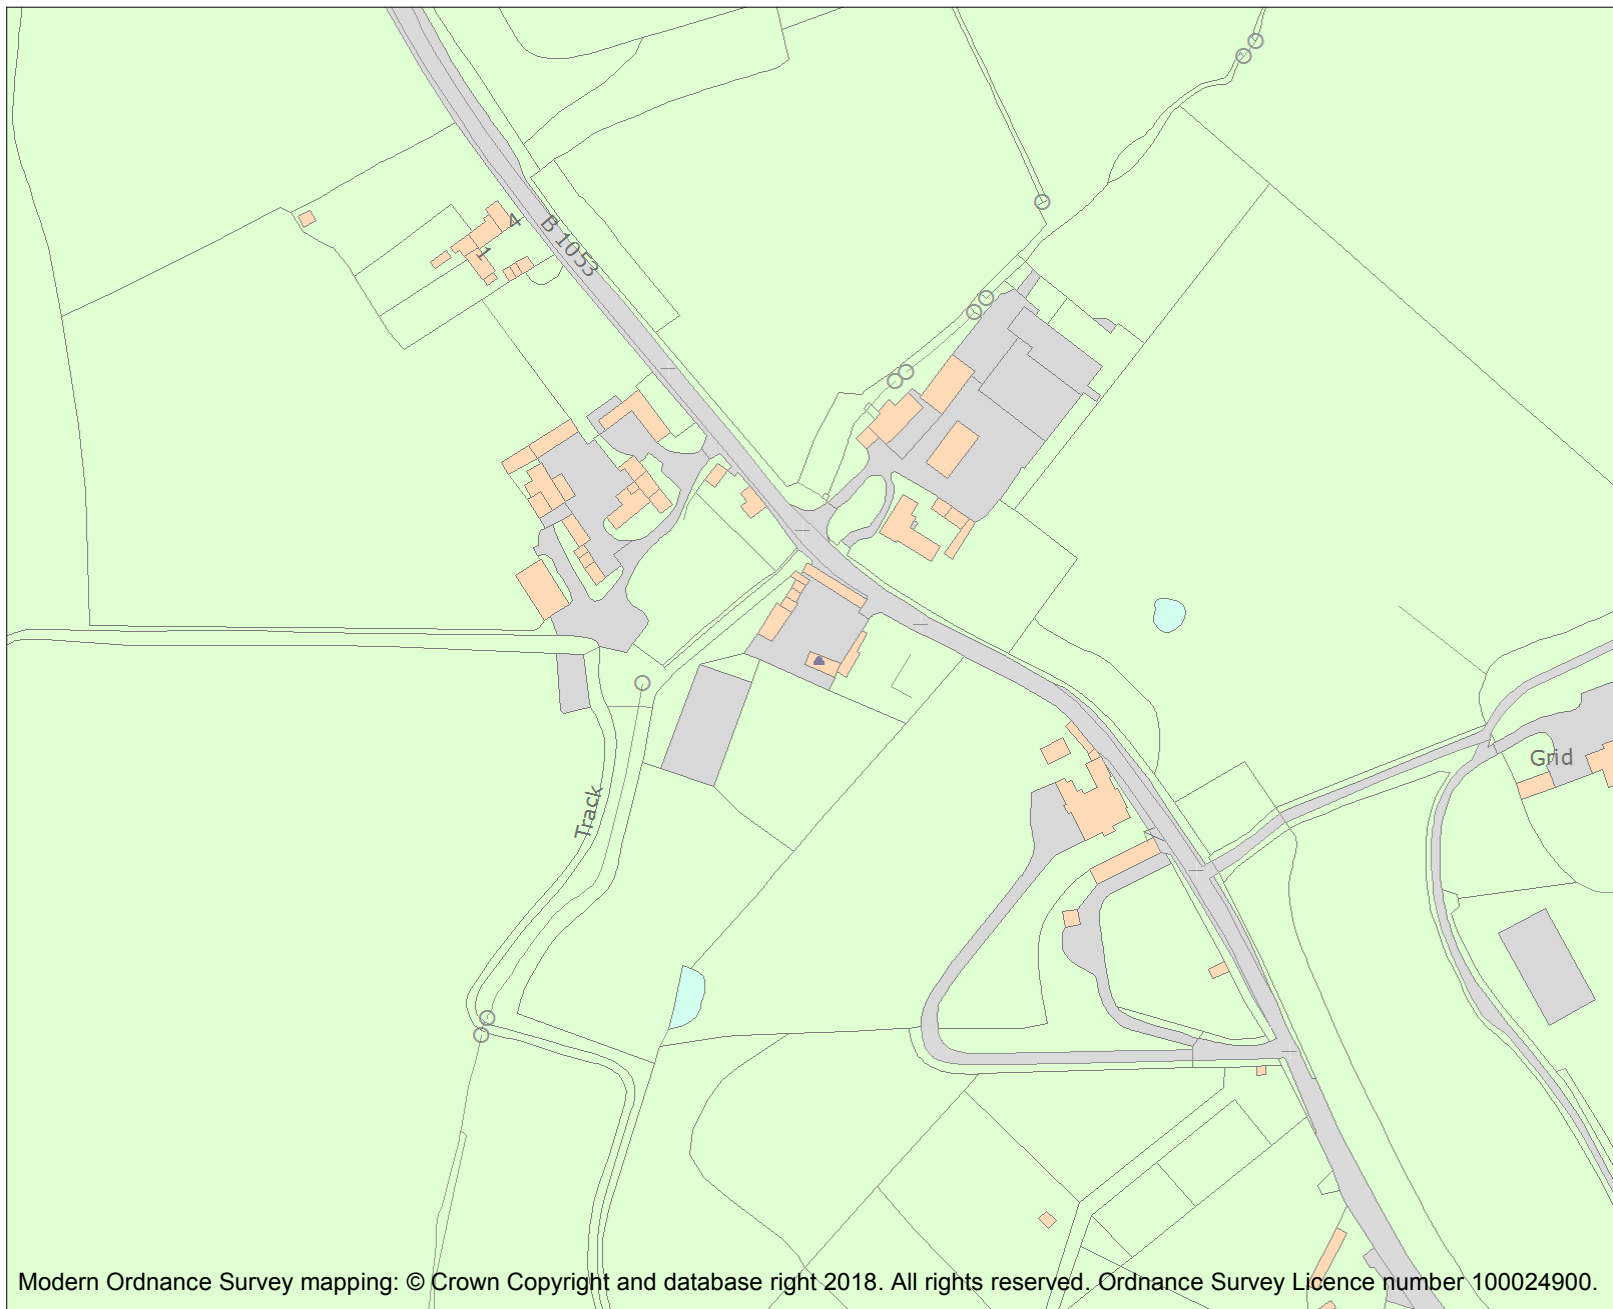 4
1
B 1053
Grid
Track
Modern Ordnance Survey mapping: © Crown Copyright and database right 2018. All rights reserved. Ordnance Survey Licence number 100024900.